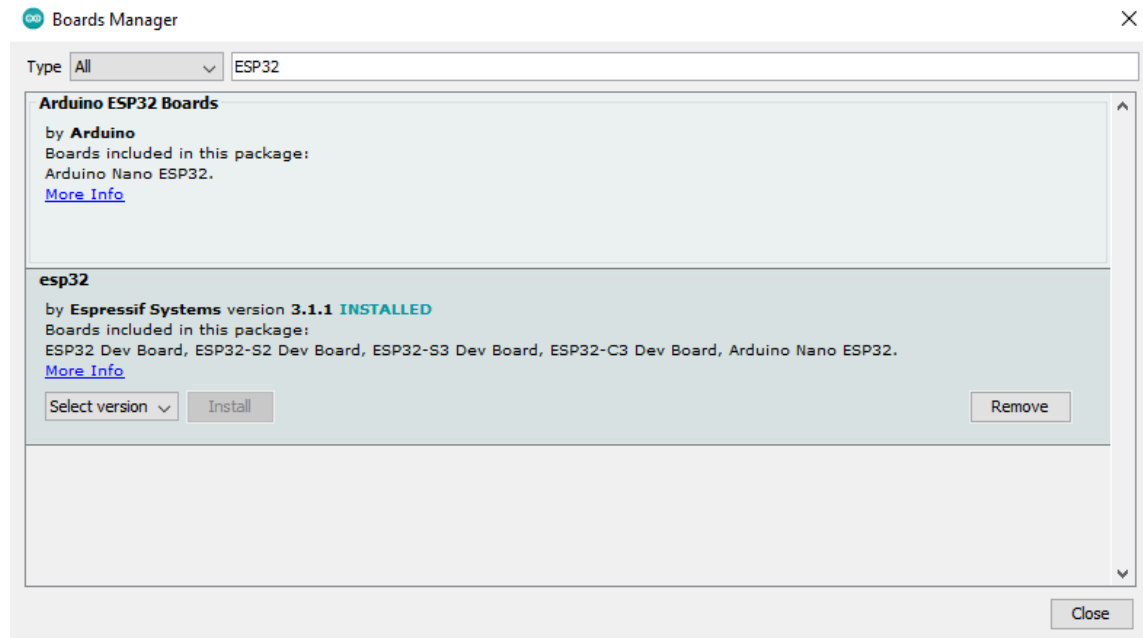 Boards Manager
Type All ESP32
Arduino ESP32 Boards
by Arduino
Boards included in this package:
Arduino Nano ESP32.
More Info
esp32
by Espressif Systems version 3.1.1 INSTALLED
Boards included in this package:
ESP32 Dev Board, ESP32-S2 Dev Board, ESP32-S3 Dev Board, ESP32-C3 Dev Board, Arduino Nano ESP32.
More Info
Select version Install Remove
Close